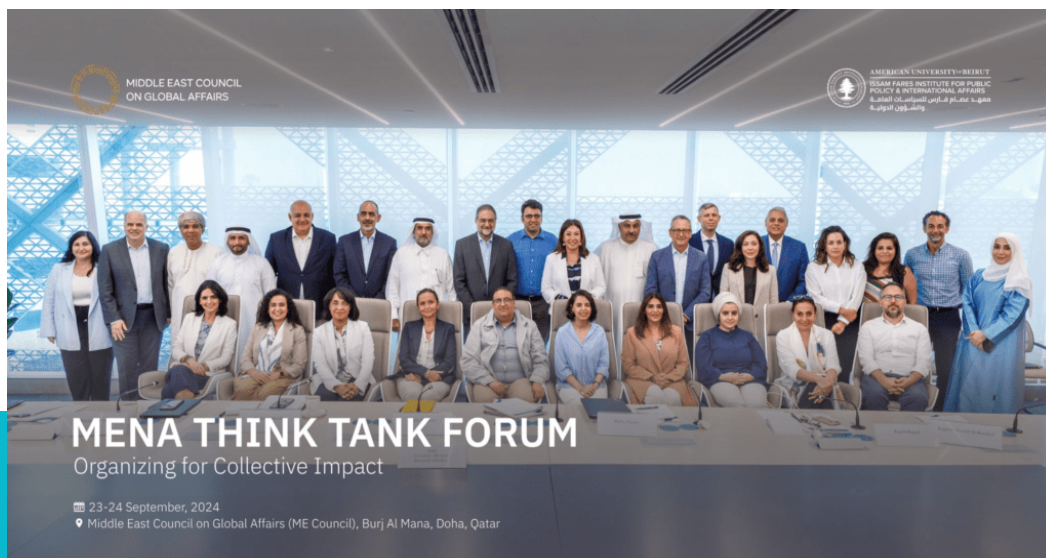 MIDDLE EAST COUNCIL
ON GLOBAL AFFAIRS
AMERICAN UNIVERSITY of BEIRUT
ISSAM FARES INSTITUTE FOR PUBLIC
POLICY & INTERNATIONAL AFFAIRS
معهد عصام فارس للسياسات العامة
والشؤون الدولية
MENA THINK TANK FORUM
Organizing for Collective Impact
23-24 September, 2024
Middle East Council on Global Affairs (ME Council), Burj Al Mana, Doha, Qatar